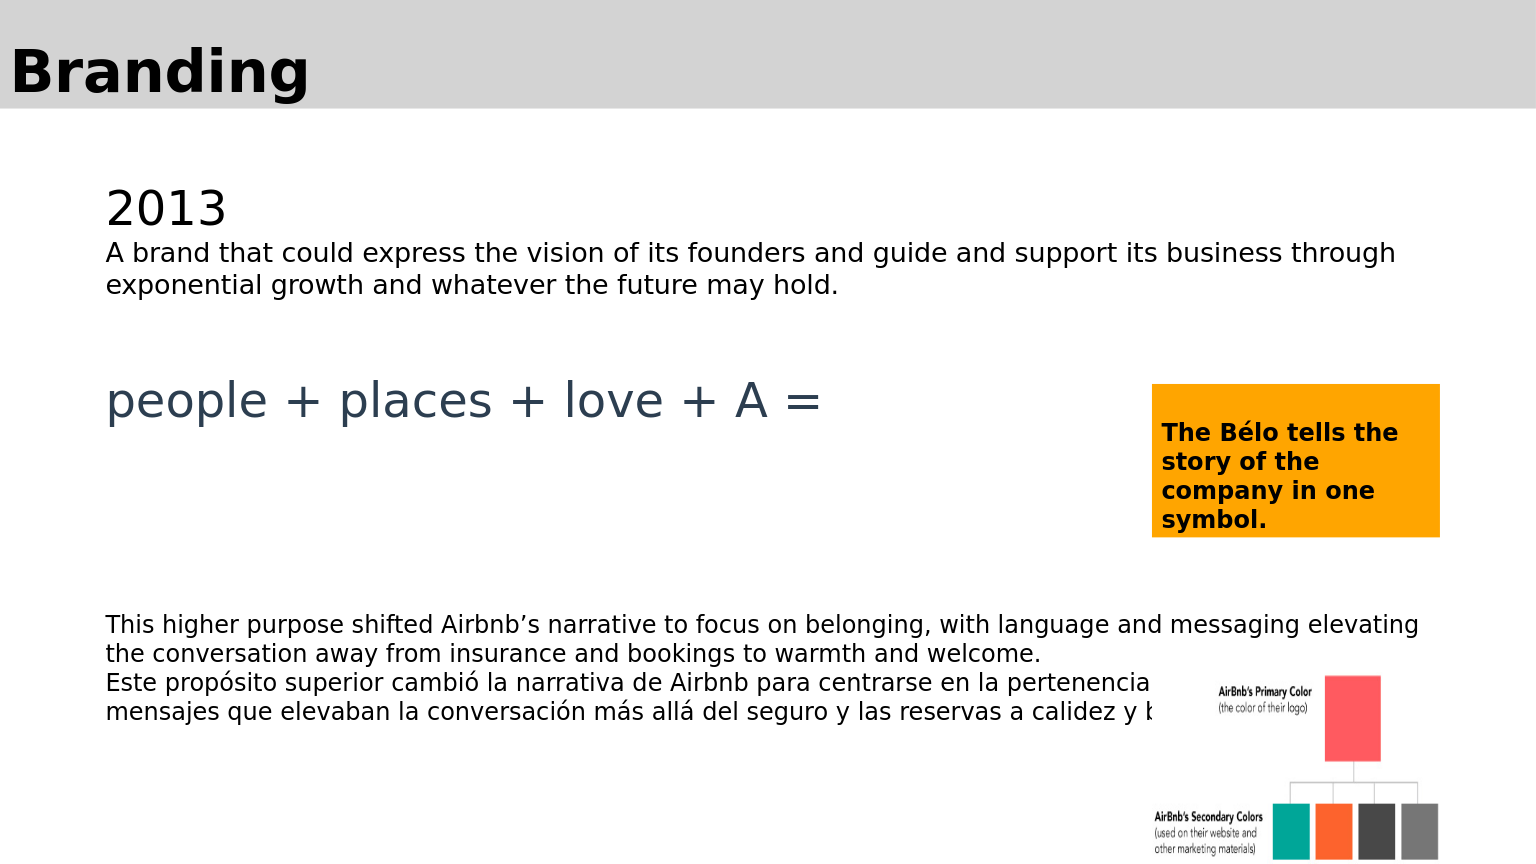 Branding
2013
A brand that could express the vision of its founders and guide and support its business through
exponential growth and whatever the future may hold.
people + places + love + A =
The Bélo tells the
story of the
company in one
symbol.
This higher purpose shifted Airbnb’s narrative to focus on belonging, with language and messaging elevating
the conversation away from insurance and bookings to warmth and welcome.
Este propósito superior cambió la narrativa de Airbnb para centrarse en la pertenencia
mensajes que elevaban la conversación más allá del seguro y las reservas a calidez y
AirBnb's Primary Color
(the color of their logo)
AirBnb's Secondary Colors
(used on their website and
other marketing materials)